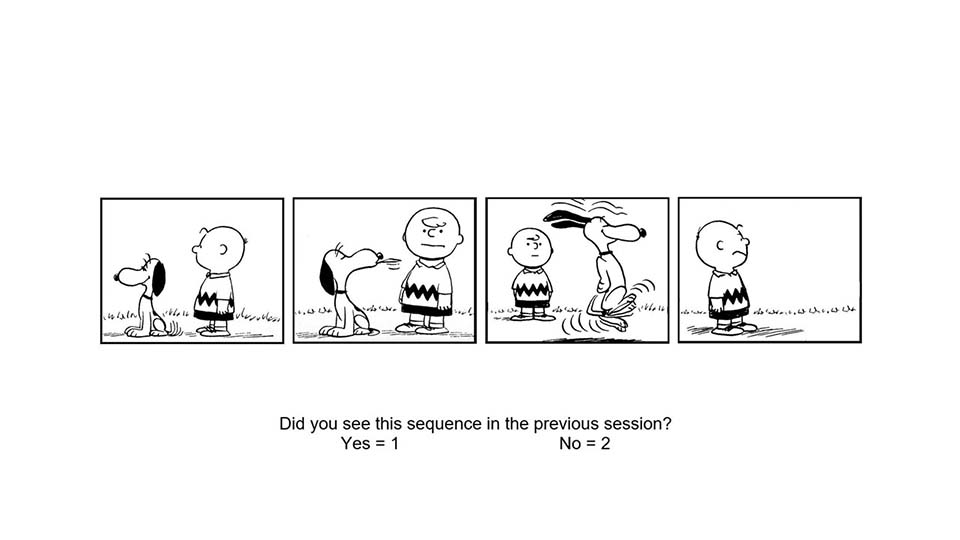 Did you see this sequence in the previous session?
Yes = 1 No = 2